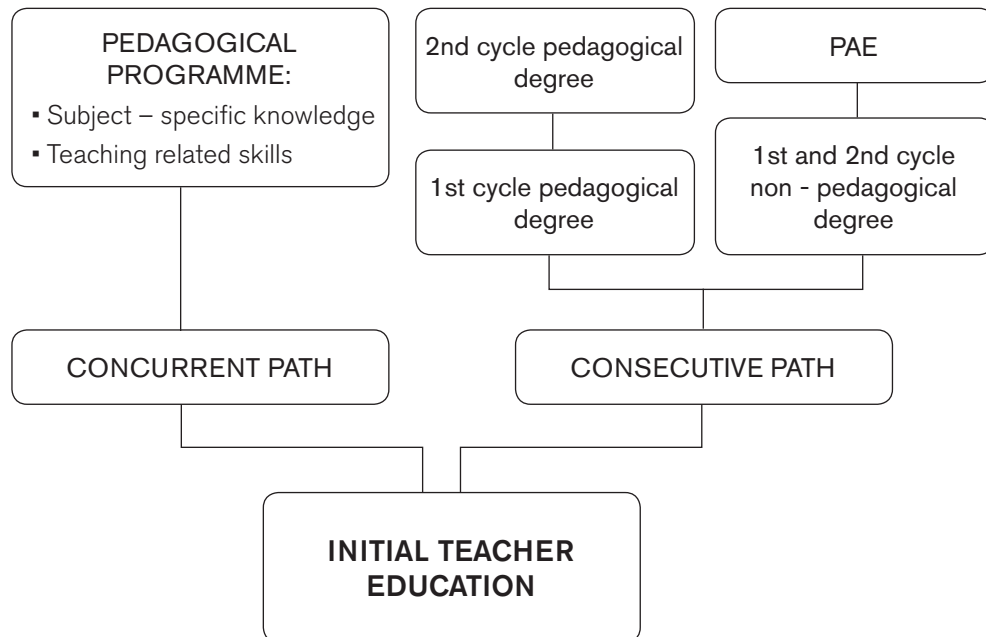 PEDAGOGICAL
PROGRAMME:
▪ Subject – specific knowledge
▪ Teaching related skills
2nd cycle pedagogical
degree
PAE
1st cycle pedagogical
degree
1st and 2nd cycle
non - pedagogical
degree
CONCURRENT PATH
CONSECUTIVE PATH
INITIAL TEACHER
EDUCATION